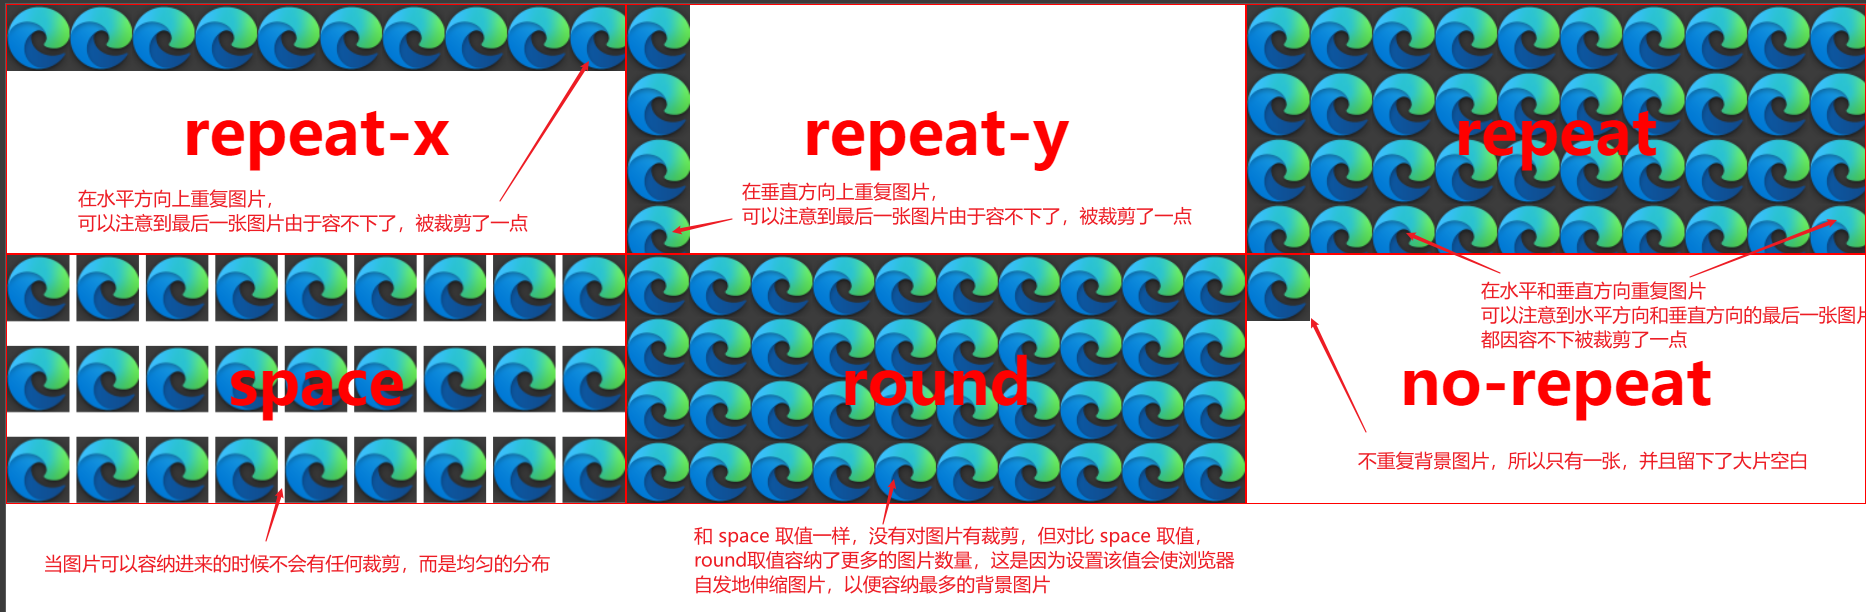 repeat-x
在水平方向上重复图片，
可以注意到最后一张图片由于容不下了，被裁剪了一点
repeat-y
在垂直方向上重复图片，
可以注意到最后一张图片由于容不下了，被裁剪了一点
repeat
在水平和垂直方向重复图片
可以注意到水平方向和垂直方向的最后一张图片
都因容不下被裁剪了一点
space
当图片可以容纳进来的时候不会有任何裁剪，而是均匀的分布
round
和 space 取值一样，没有对图片有裁剪，但对比 space 取值，
round取值容纳了更多的图片数量，这是因为设置该值会使浏览器
自发地伸缩图片，以便容纳最多的背景图片
no-repeat
不重复背景图片，所以只有一张，并且留下了大片空白